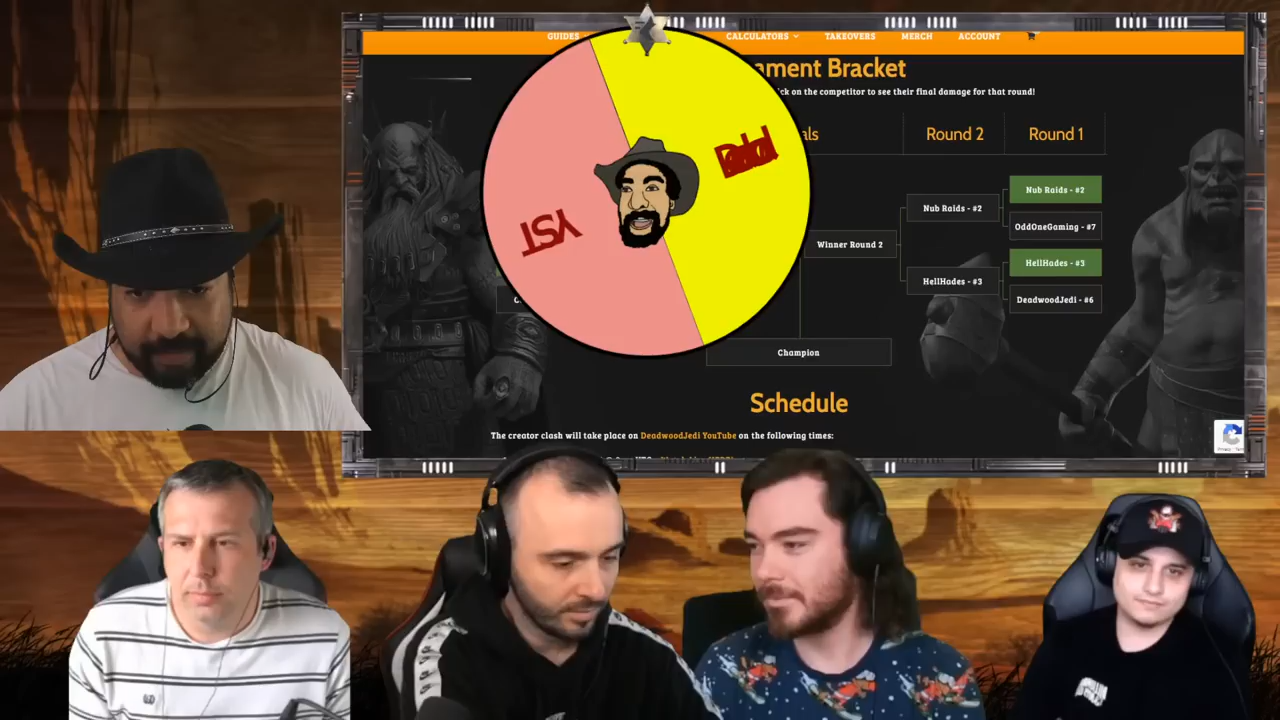 GUIDES
CALCULATORS
TAKEOVERS
MERCH
ACCOUNT
ment Bracket
ck on the competitor to see their final damage for that round!
als
Round 2
Round 1
Nub Raids - #2
Nub Raids - #2
OddOneGaming - #7
Winner Round 2
HellHades - #3
HellHades - #3
DeadwoodJedi - #6
YST
Champion
Schedule
The creator clash will take place on DeadwoodJedi YouTube on the following times: